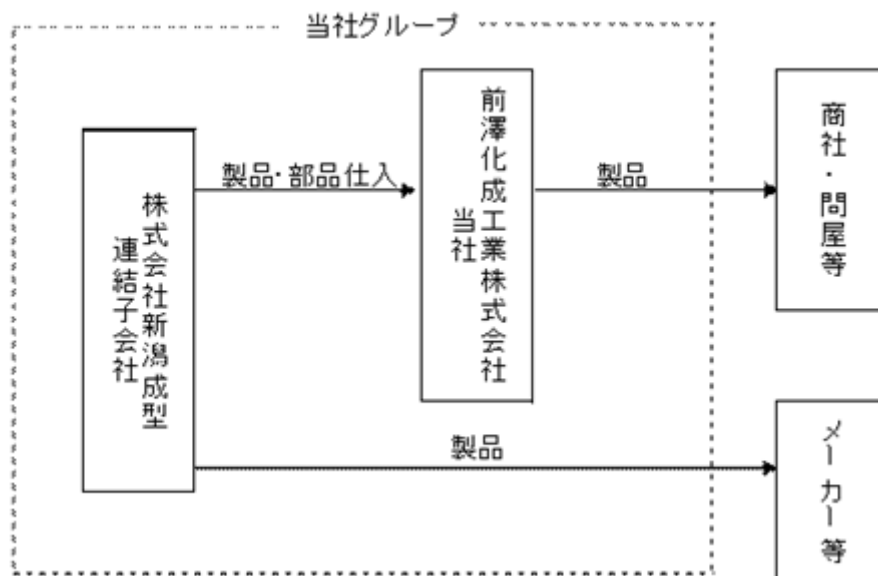 当社グループ
株式会社新潟成型
連結子会社
製品・部品仕入
前澤化成工業株式会社
当社
製品
商社・問屋等
製品
メーカー等